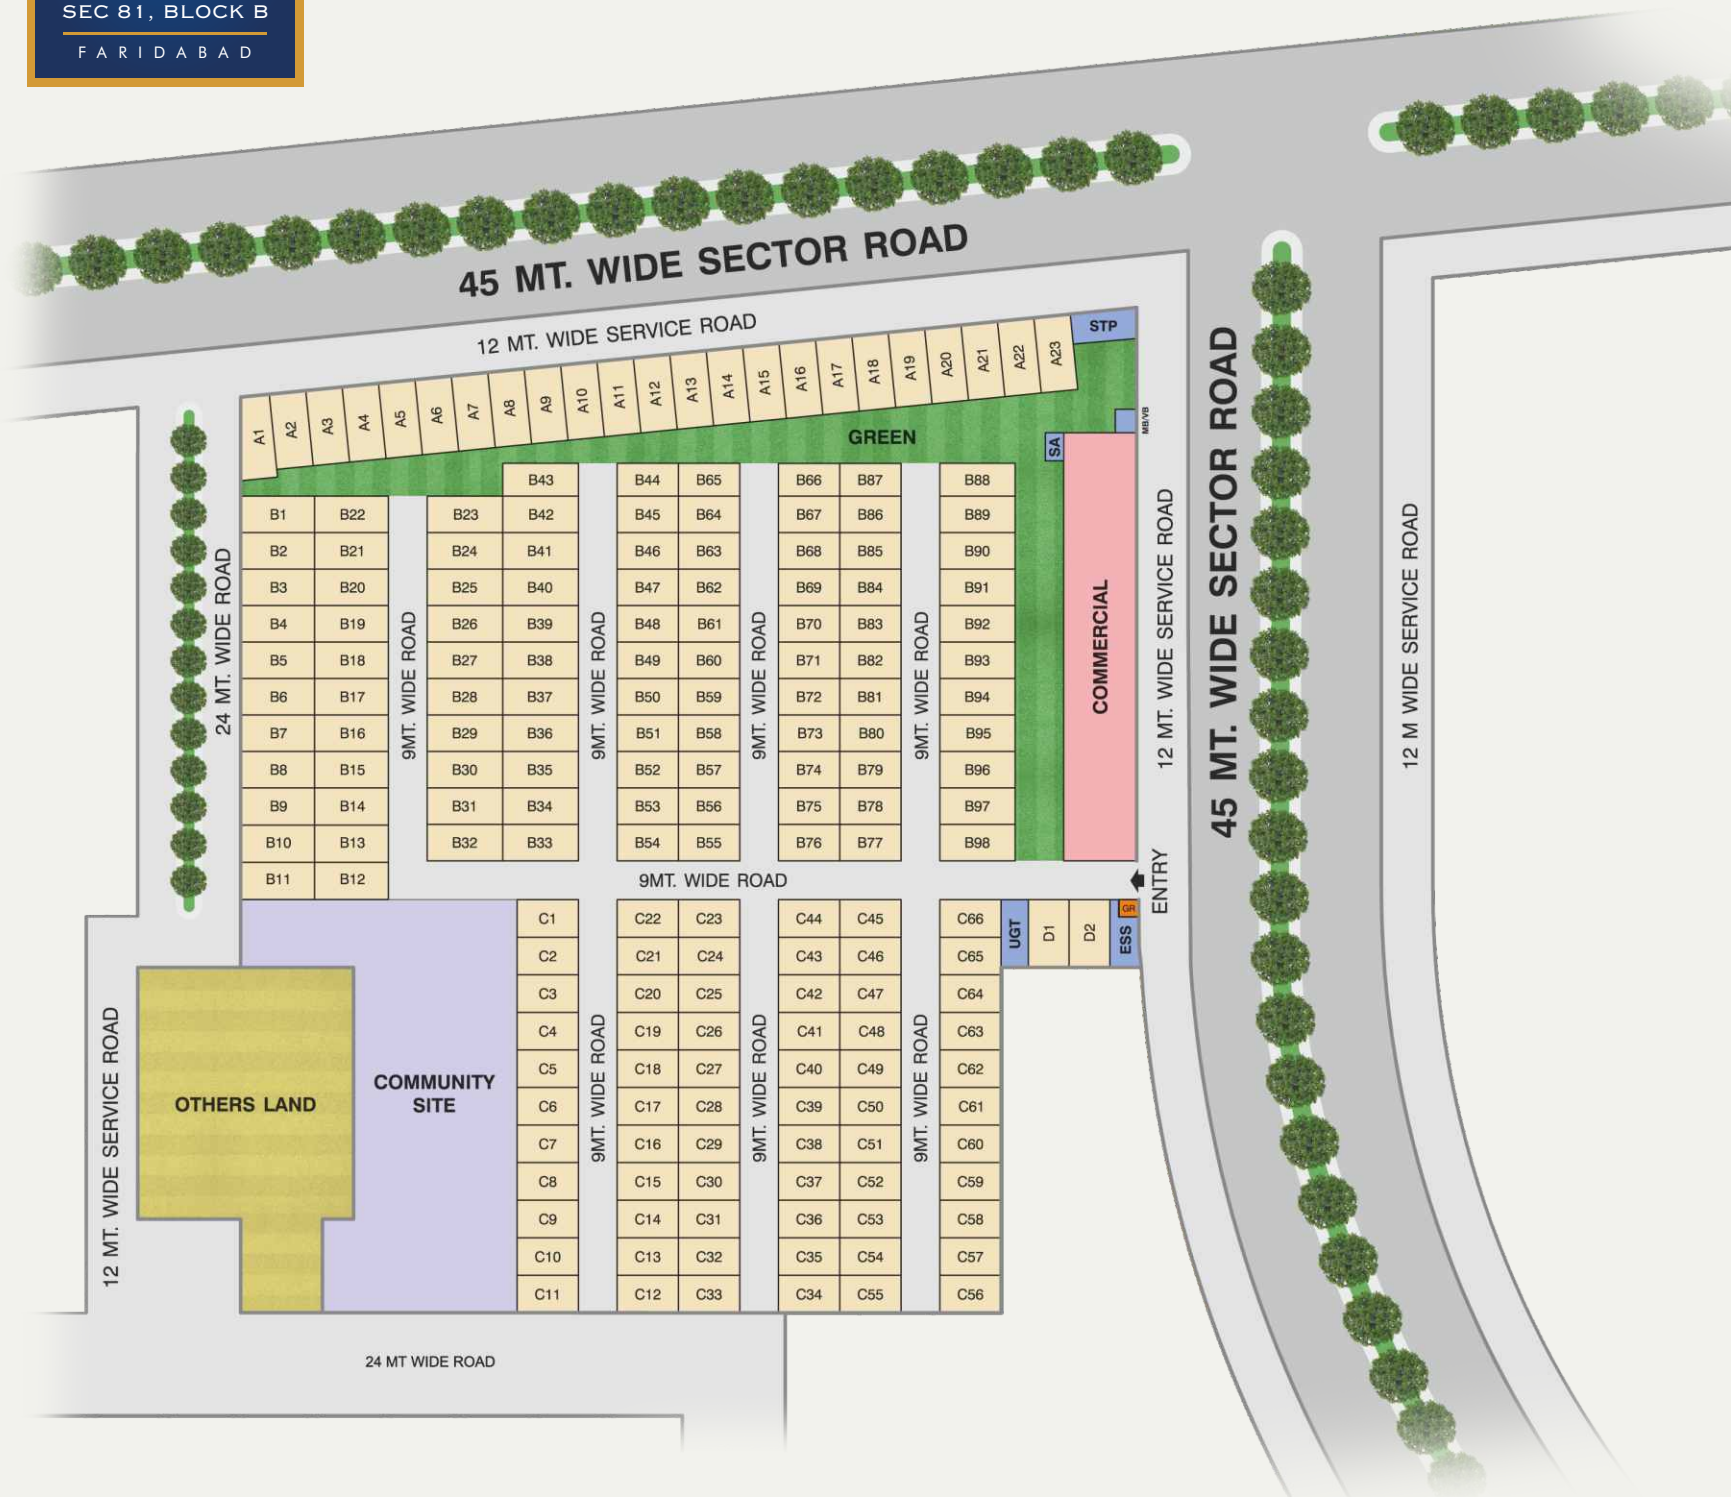 SEC 81, BLOCK B
FARIDABAD
45 MT. WIDE SECTOR ROAD
12 MT. WIDE SERVICE ROAD
STP
A1 A2 A3 A4 A5 A6 A7 A8 A9 A10 A11 A12 A13 A14 A15 A16 A17 A18 A19 A20 A21 A22 A23
GREEN
SA
MB/VB
B43 B44 B65 B66 B87 B88
B1 B22 B23 B42 B45 B64 B67 B86 B89
B2 B21 B24 B41 B46 B63 B68 B85 B90
B3 B20 B25 B40 B47 B62 B69 B84 B91
B4 B19 B26 B39 B48 B61 B70 B83 B92
B5 B18 B27 B38 B49 B60 B71 B82 B93
B6 B17 B28 B37 B50 B59 B72 B81 B94
B7 B16 B29 B36 B51 B58 B73 B80 B95
B8 B15 B30 B35 B52 B57 B74 B79 B96
B9 B14 B31 B34 B53 B56 B75 B78 B97
B10 B13 B32 B33 B54 B55 B76 B77 B98
B11 B12
24 MT. WIDE ROAD
9MT. WIDE ROAD
9MT. WIDE ROAD
9MT. WIDE ROAD
9MT. WIDE ROAD
COMMERCIAL
12 MT. WIDE SERVICE ROAD
45 MT. WIDE SECTOR ROAD
12 M WIDE SERVICE ROAD
9MT. WIDE ROAD
ENTRY
C1 C22 C23 C44 C45 C66
UGT
D1
D2
ESS
GR
C2 C21 C24 C43 C46 C65
C3 C20 C25 C42 C47 C64
C4 C19 C26 C41 C48 C63
C5 C18 C27 C40 C49 C62
C6 C17 C28 C39 C50 C61
C7 C16 C29 C38 C51 C60
C8 C15 C30 C37 C52 C59
C9 C14 C31 C36 C53 C58
C10 C13 C32 C35 C54 C57
C11 C12 C33 C34 C55 C56
9MT. WIDE ROAD
9MT. WIDE ROAD
9MT. WIDE ROAD
12 MT. WIDE SERVICE ROAD
OTHERS LAND
COMMUNITY
SITE
24 MT WIDE ROAD